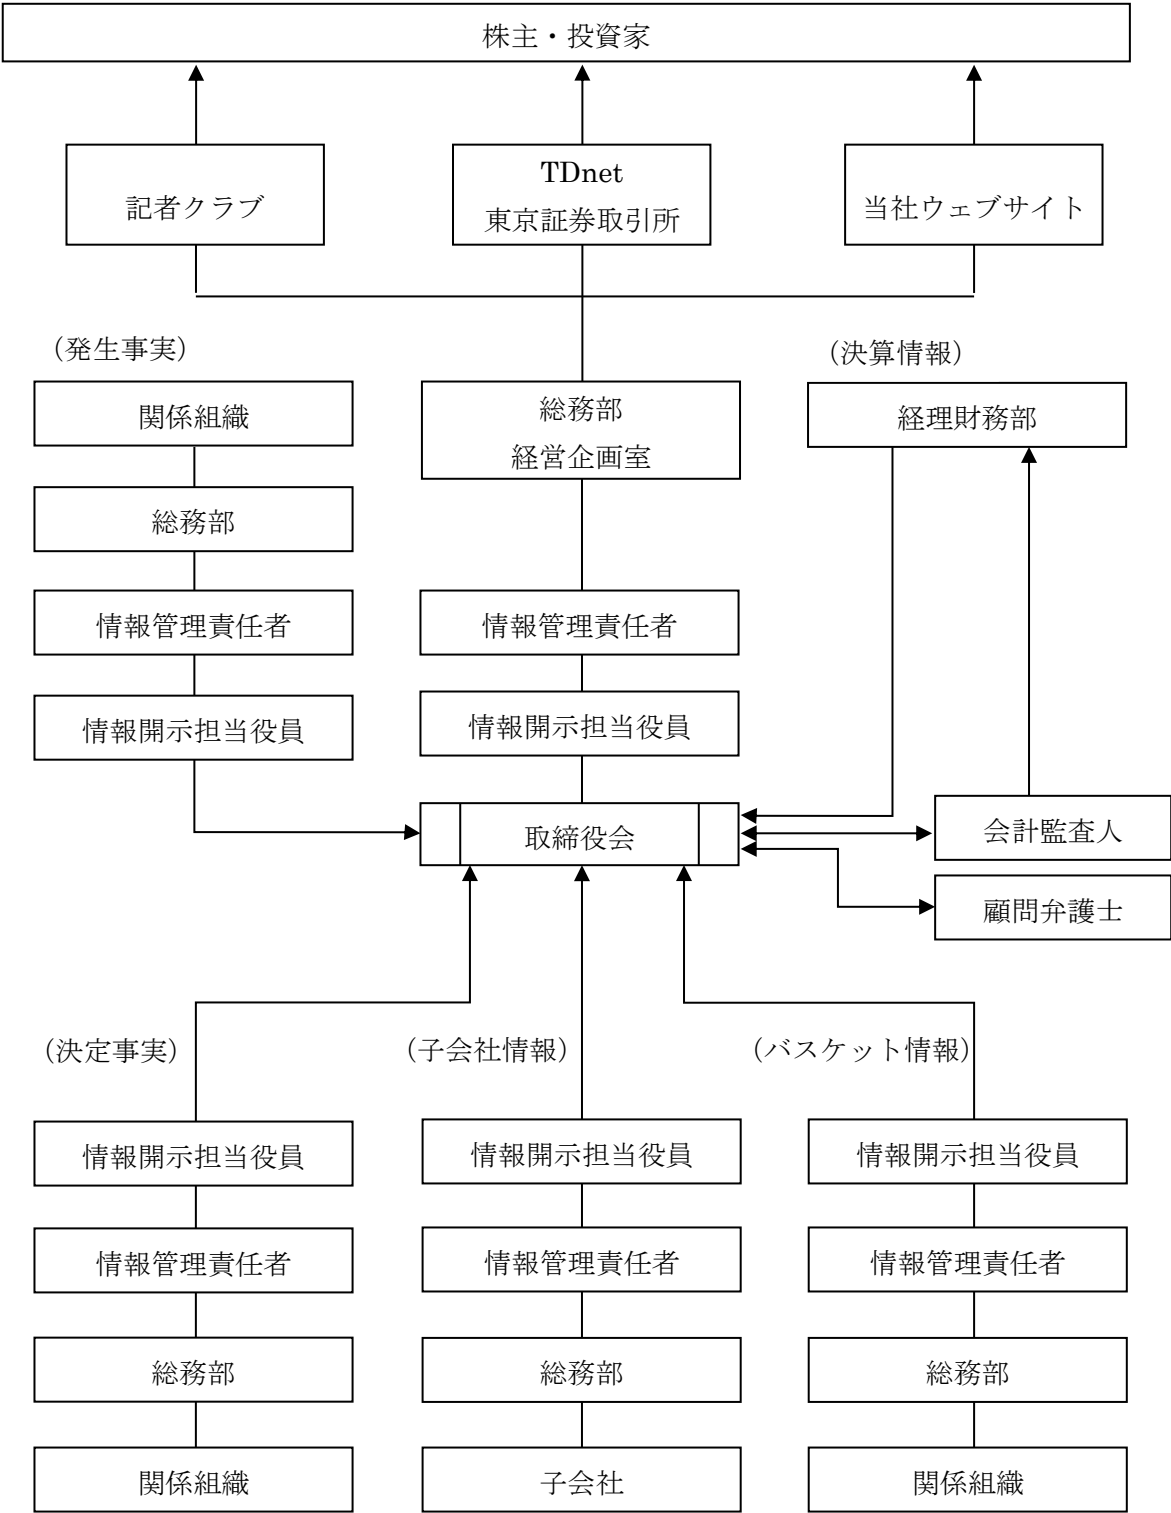 株主・投資家
記者クラブ
TDnet
東京証券取引所
当社ウェブサイト
（発生事実）
（決算情報）
関係組織
総務部
経営企画室
経理財務部
総務部
情報管理責任者
情報管理責任者
情報開示担当役員
情報開示担当役員
取締役会
会計監査人
顧問弁護士
（決定事実）
（子会社情報）
（バスケット情報）
情報開示担当役員
情報開示担当役員
情報開示担当役員
情報管理責任者
情報管理責任者
情報管理責任者
総務部
総務部
総務部
関係組織
子会社
関係組織